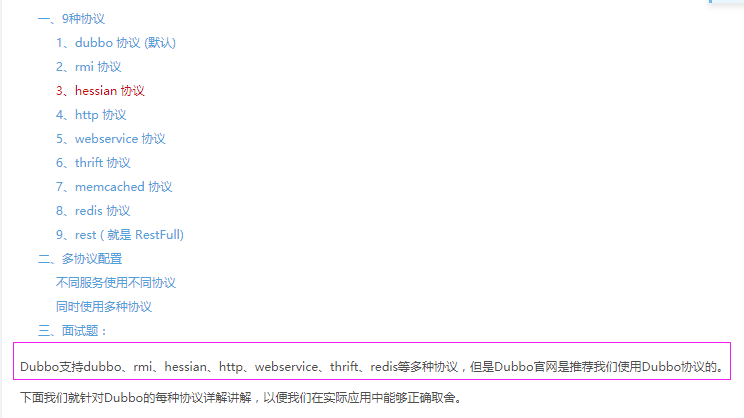 一、9种协议
1、dubbo 协议 (默认)
2、rmi 协议
3、hessian 协议
4、http 协议
5、webservice 协议
6、thrift 协议
7、memcached 协议
8、redis 协议
9、rest ( 就是 RestFull)
二、多协议配置
不同服务使用不同协议
同时使用多种协议
三、面试题：
Dubbo支持dubbo、rmi、hessian、http、webservice、thrift、redis等多种协议，但是Dubbo官网是推荐我们使用Dubbo协议的。
下面我们就针对Dubbo的每种协议详解讲解，以便我们在实际应用中能够正确取舍。